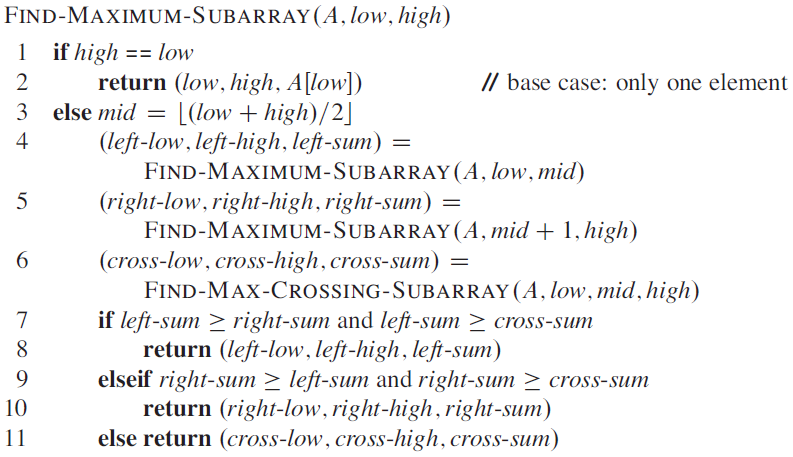 FIND-MAXIMUM-SUBARRAY(A, low, high)
1 if high == low
2 return (low, high, A[low]) // base case: only one element
3 else mid = ⌊(low + high)/2⌋
4 (left-low, left-high, left-sum) =
FIND-MAXIMUM-SUBARRAY(A, low, mid)
5 (right-low, right-high, right-sum) =
FIND-MAXIMUM-SUBARRAY(A, mid + 1, high)
6 (cross-low, cross-high, cross-sum) =
FIND-MAX-CROSSING-SUBARRAY(A, low, mid, high)
7 if left-sum ≥ right-sum and left-sum ≥ cross-sum
8 return (left-low, left-high, left-sum)
9 elseif right-sum ≥ left-sum and right-sum ≥ cross-sum
10 return (right-low, right-high, right-sum)
11 else return (cross-low, cross-high, cross-sum)